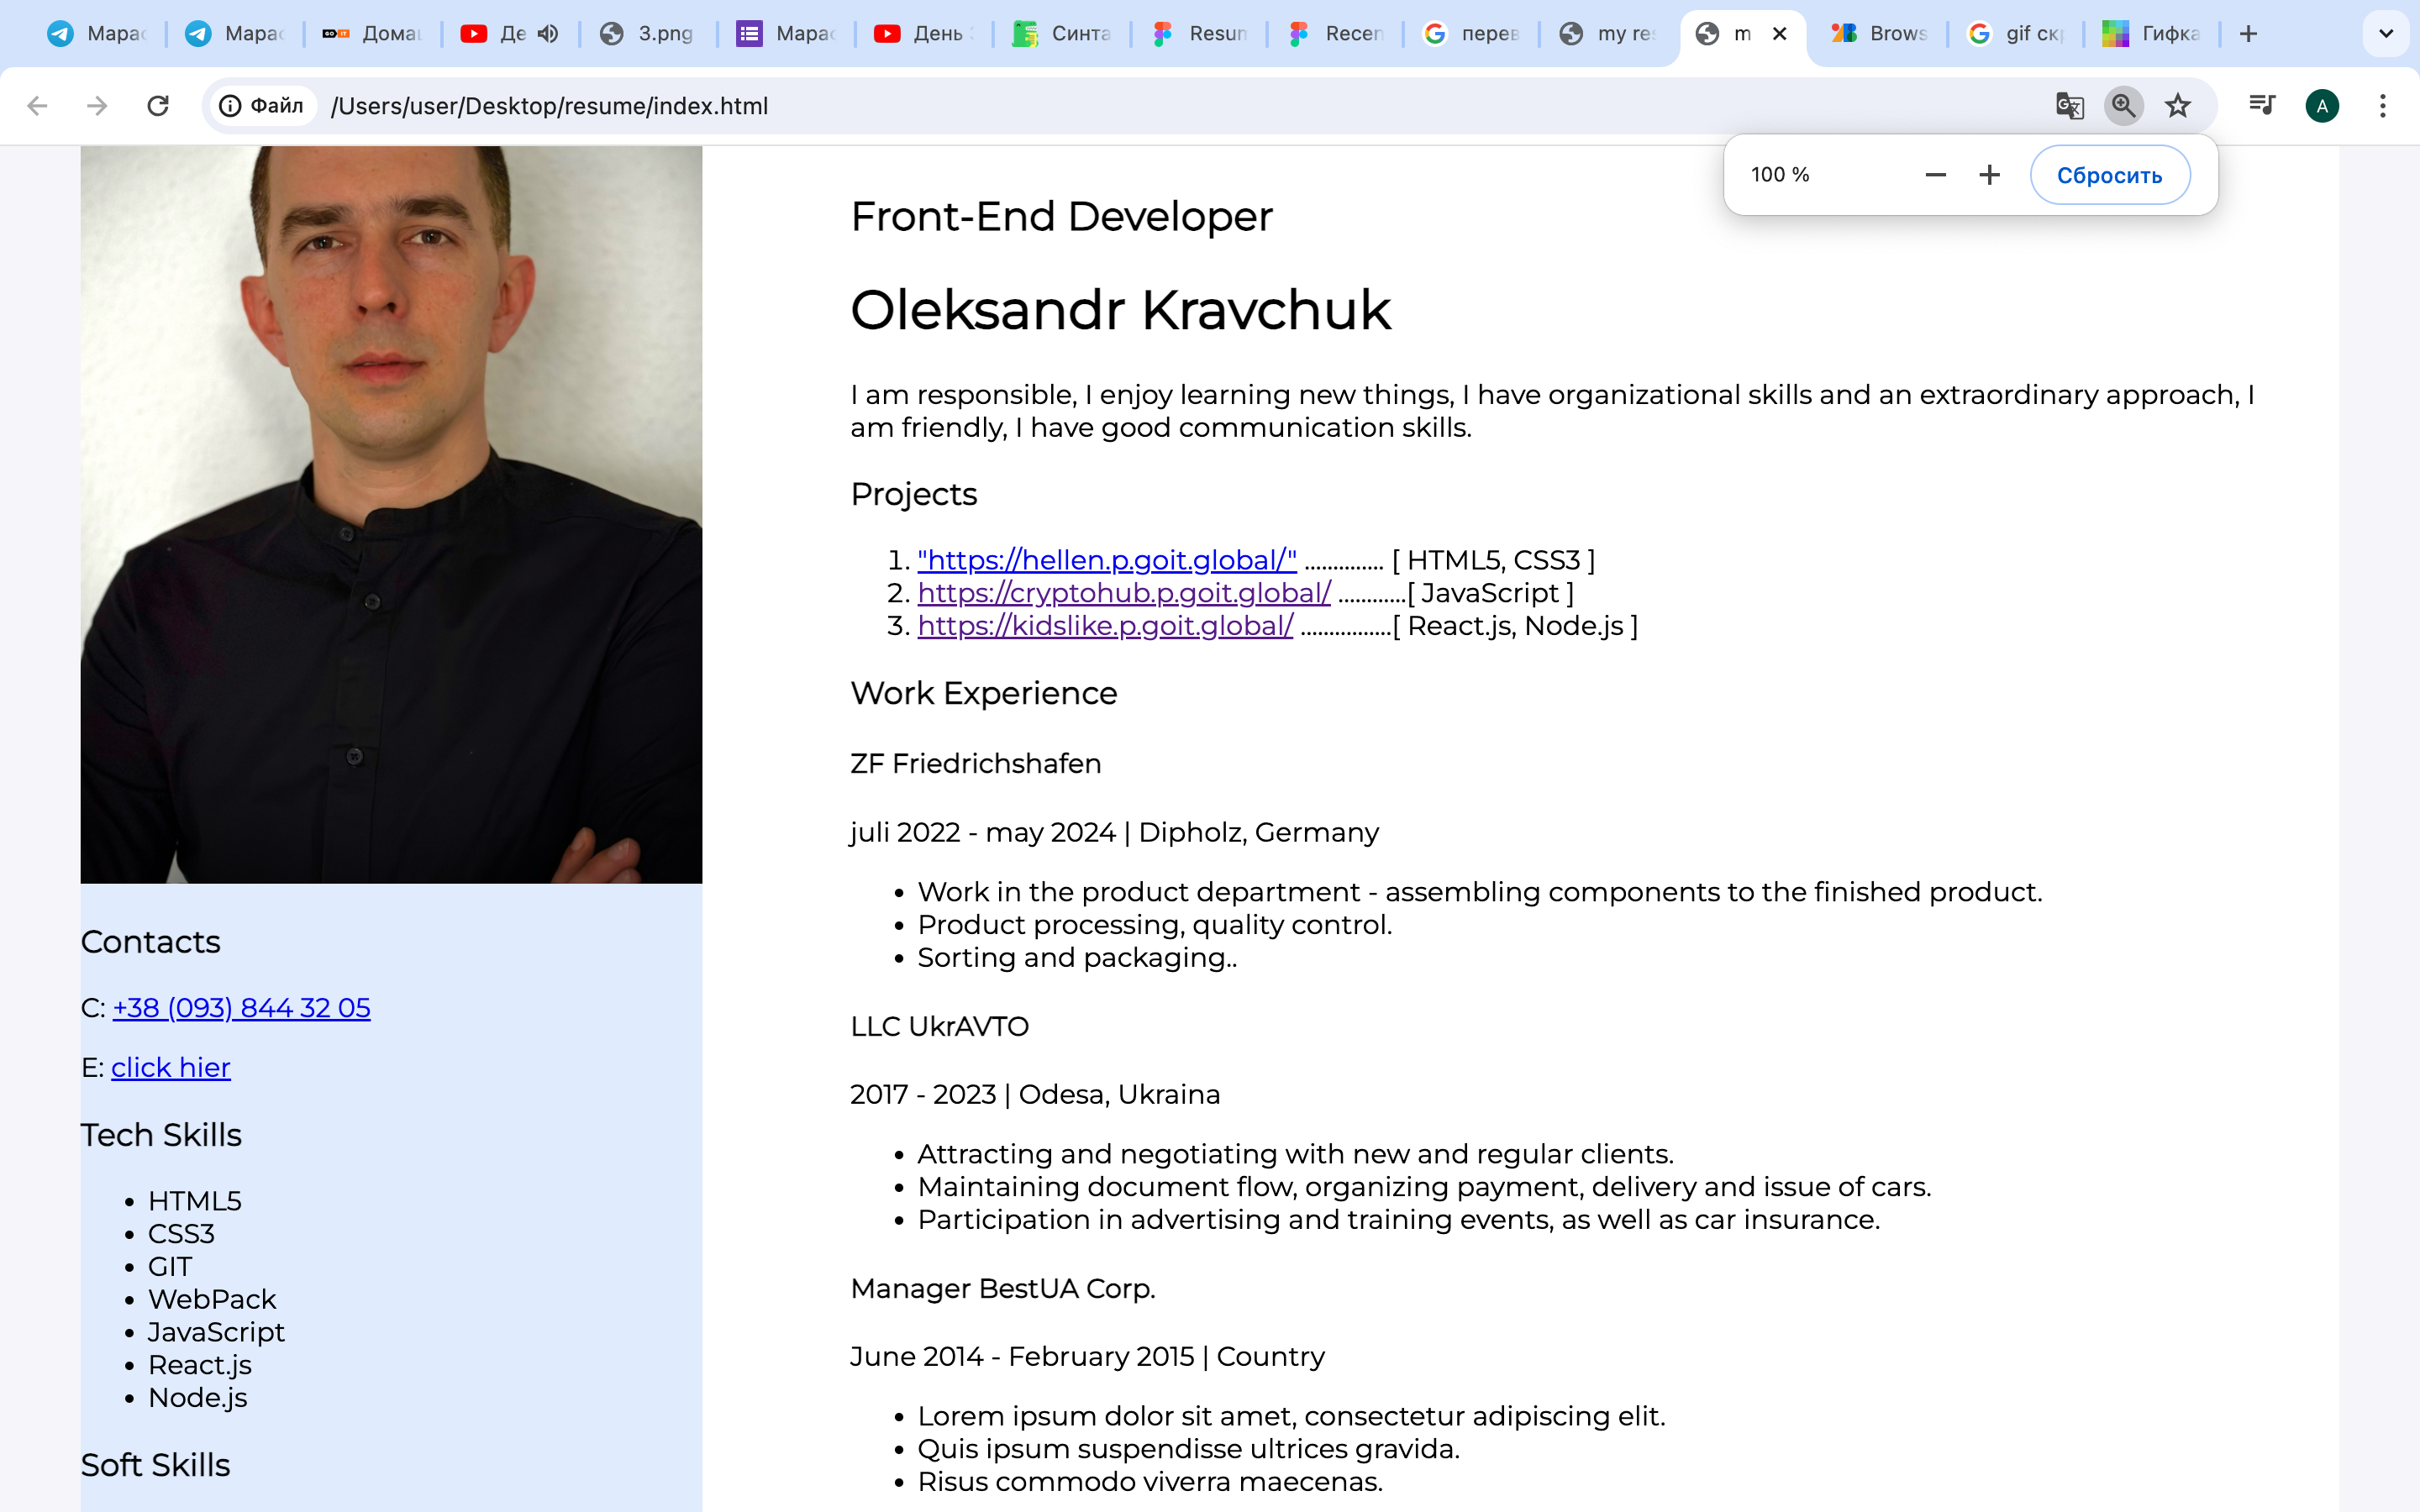 Марас
Марас
GO IT Дома
Де
3.png
Марас
День
Синта
Resum
Recen
перев
my res
m
Brows
gif ск
Гифка
Файл /Users/user/Desktop/resume/index.html
A
100 %
Сбросить
Front-End Developer
Oleksandr Kravchuk
I am responsible, I enjoy learning new things, I have organizational skills and an extraordinary approach, I
am friendly, I have good communication skills.
Projects
1. "https://hellen.p.goit.global/" .............. [ HTML5, CSS3 ]
2. https://cryptohub.p.goit.global/ ............[ JavaScript ]
3. https://kidslike.p.goit.global/ ................[ React.js, Node.js ]
Work Experience
ZF Friedrichshafen
juli 2022 - may 2024 | Dipholz, Germany
Work in the product department - assembling components to the finished product.
Product processing, quality control.
Sorting and packaging..
LLC UkrAVTO
2017 - 2023 | Odesa, Ukraina
Attracting and negotiating with new and regular clients.
Maintaining document flow, organizing payment, delivery and issue of cars.
Participation in advertising and training events, as well as car insurance.
Manager BestUA Corp.
June 2014 - February 2015 | Country
Lorem ipsum dolor sit amet, consectetur adipiscing elit.
Quis ipsum suspendisse ultrices gravida.
Risus commodo viverra maecenas.
Contacts
C: +38 (093) 844 32 05
E: click hier
Tech Skills
HTML5
CSS3
GIT
WebPack
JavaScript
React.js
Node.js
Soft Skills